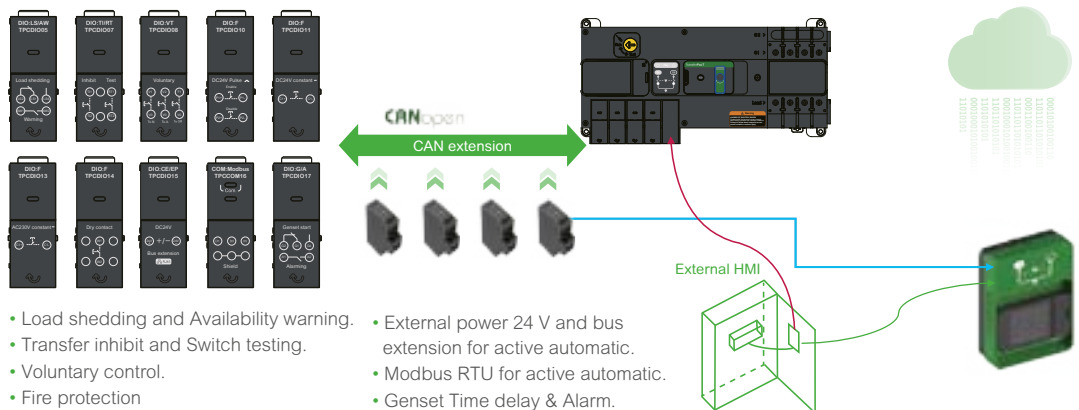 DIO:LS/AW
TPCDIO05
Load shedding
Warning
DIO:TI/RT
TPCDIO07
Inhibit Test
DIO:VT
TPCDIO08
Voluntary
DIO:F
TPCDIO10
DC24V Pulse
DIO:F
TPCDIO11
DC24V constant
DIO:F
TPCDIO13
AC230V constant
DIO:F
TPCDIO14
Dry contact
DIO:CE/EP
TPCDIO15
DC24V
+/-
Bus extension
COM:Modbus
TPCCOM16
Com.
Shield
DIO:G/A
TPCDIO17
Genset start
Alarming
CANopen
CAN extension
External HMI
• Load shedding and Availability warning.
• Transfer inhibit and Switch testing.
• Voluntary control.
• Fire protection
• External power 24 V and bus
extension for active automatic.
• Modbus RTU for active automatic.
• Genset Time delay & Alarm.